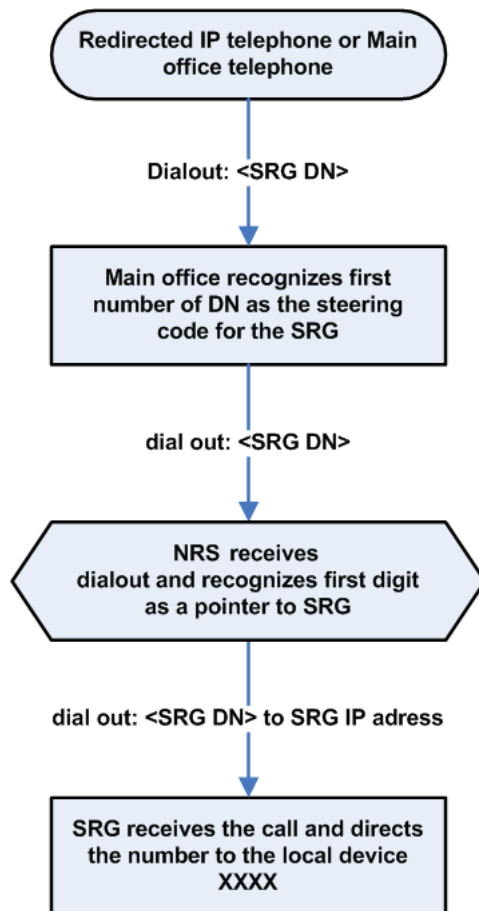 Redirected IP telephone or Main
office telephone
Dialout: <SRG DN>
Main office recognizes first
number of DN as the steering
code for the SRG
dial out: <SRG DN>
NRS receives
dialout and recognizes first digit
as a pointer to SRG
dial out: <SRG DN> to SRG IP adress
SRG receives the call and directs
the number to the local device
XXXX